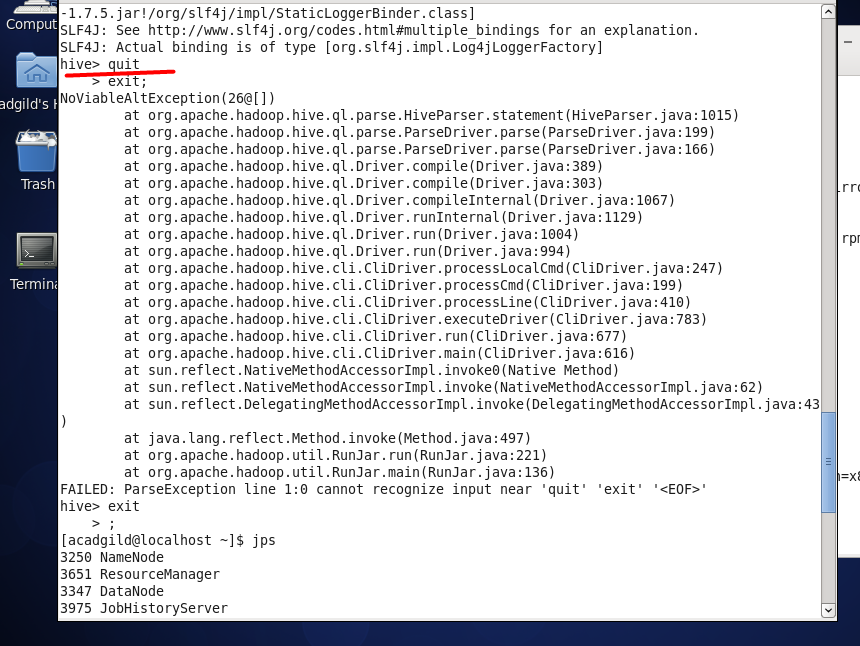 -1.7.5.jar!/org/slf4j/impl/StaticLoggerBinder.class]
SLF4J: See http://www.slf4j.org/codes.html#multiple_bindings for an explanation.
SLF4J: Actual binding is of type [org.slf4j.impl.Log4jLoggerFactory]
hive> quit
> exit;
NoViableAltException(26@[])
at org.apache.hadoop.hive.ql.parse.HiveParser.statement(HiveParser.java:1015)
at org.apache.hadoop.hive.ql.parse.ParseDriver.parse(ParseDriver.java:199)
at org.apache.hadoop.hive.ql.parse.ParseDriver.parse(ParseDriver.java:166)
at org.apache.hadoop.hive.ql.Driver.compile(Driver.java:389)
at org.apache.hadoop.hive.ql.Driver.compile(Driver.java:303)
at org.apache.hadoop.hive.ql.Driver.compileInternal(Driver.java:1067)
at org.apache.hadoop.hive.ql.Driver.runInternal(Driver.java:1129)
at org.apache.hadoop.hive.ql.Driver.run(Driver.java:1004)
at org.apache.hadoop.hive.ql.Driver.run(Driver.java:994)
at org.apache.hadoop.hive.cli.CliDriver.processLocalCmd(CliDriver.java:247)
at org.apache.hadoop.hive.cli.CliDriver.processCmd(CliDriver.java:199)
at org.apache.hadoop.hive.cli.CliDriver.processLine(CliDriver.java:410)
at org.apache.hadoop.hive.cli.CliDriver.executeDriver(CliDriver.java:783)
at org.apache.hadoop.hive.cli.CliDriver.run(CliDriver.java:677)
at org.apache.hadoop.hive.cli.CliDriver.main(CliDriver.java:616)
at sun.reflect.NativeMethodAccessorImpl.invoke0(Native Method)
at sun.reflect.NativeMethodAccessorImpl.invoke(NativeMethodAccessorImpl.java:62)
at sun.reflect.DelegatingMethodAccessorImpl.invoke(DelegatingMethodAccessorImpl.java:43
)
at java.lang.reflect.Method.invoke(Method.java:497)
at org.apache.hadoop.util.RunJar.run(RunJar.java:221)
at org.apache.hadoop.util.RunJar.main(RunJar.java:136)
FAILED: ParseException line 1:0 cannot recognize input near 'quit' 'exit' '<EOF>'
hive> exit
> ;
[acadgild@localhost ~]$ jps
3250 NameNode
3651 ResourceManager
3347 DataNode
3975 JobHistoryServer
Comput
adgild's
Trash
Termina
rpm